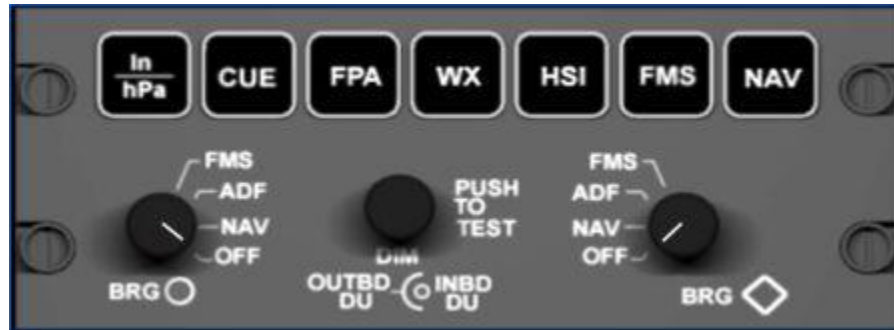 In
hPa
CUE
FPA
WX
HSI
FMS
NAV
FMS
ADF
NAV
OFF
BRG
PUSH
TO
TEST
DIM
OUTBD
DU
INBD
DU
FMS
ADF
NAV
OFF
BRG